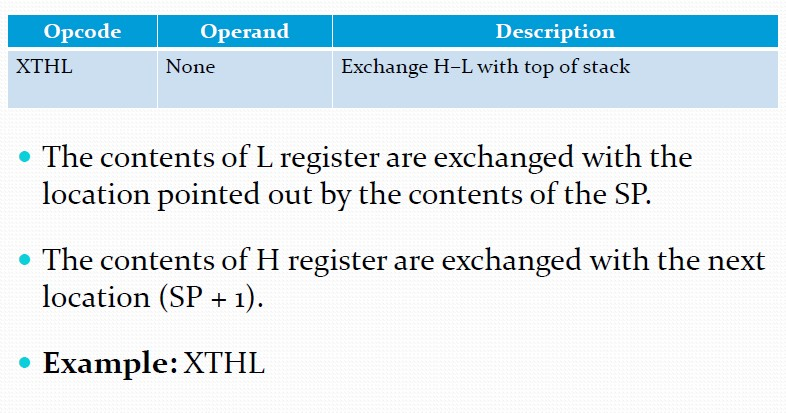 Opcode Operand Description
XTHL None Exchange H–L with top of stack
The contents of L register are exchanged with the
location pointed out by the contents of the SP.
The contents of H register are exchanged with the next
location (SP + 1).
Example: XTHL